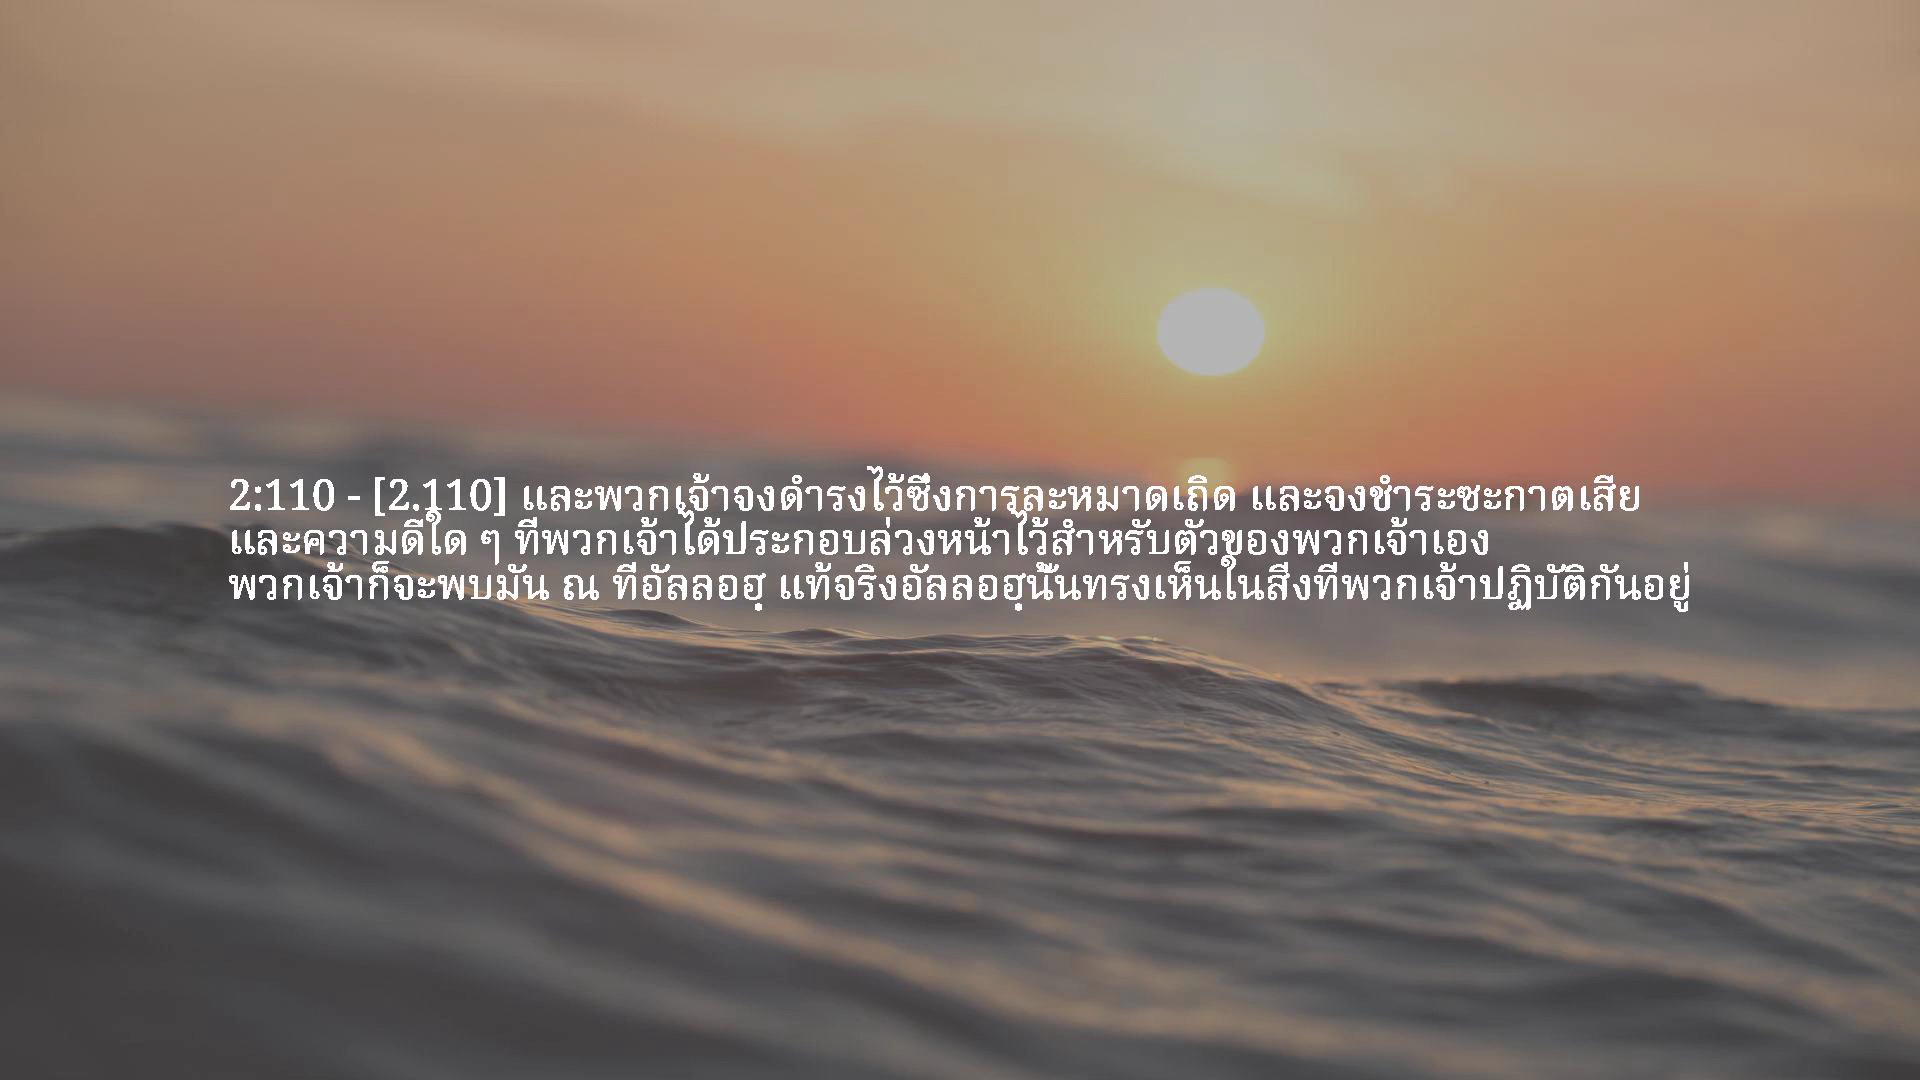 2:110 - [2.110] และพวกเจ้าจงดำรงไว้ซึ่งการละหมาดเถิด และจงชำระซะกาตเสีย
และความดีใด ๆ ที่พวกเจ้าได้ประกอบล่วงหน้าไว้สำหรับตัวของพวกเจ้าเอง
พวกเจ้าก็จะพบมัน ณ ที่อัลลอฮฺ แท้จริงอัลลอฮฺนั้นทรงเห็นในสิ่งที่พวกเจ้าปฏิบัติกันอยู่